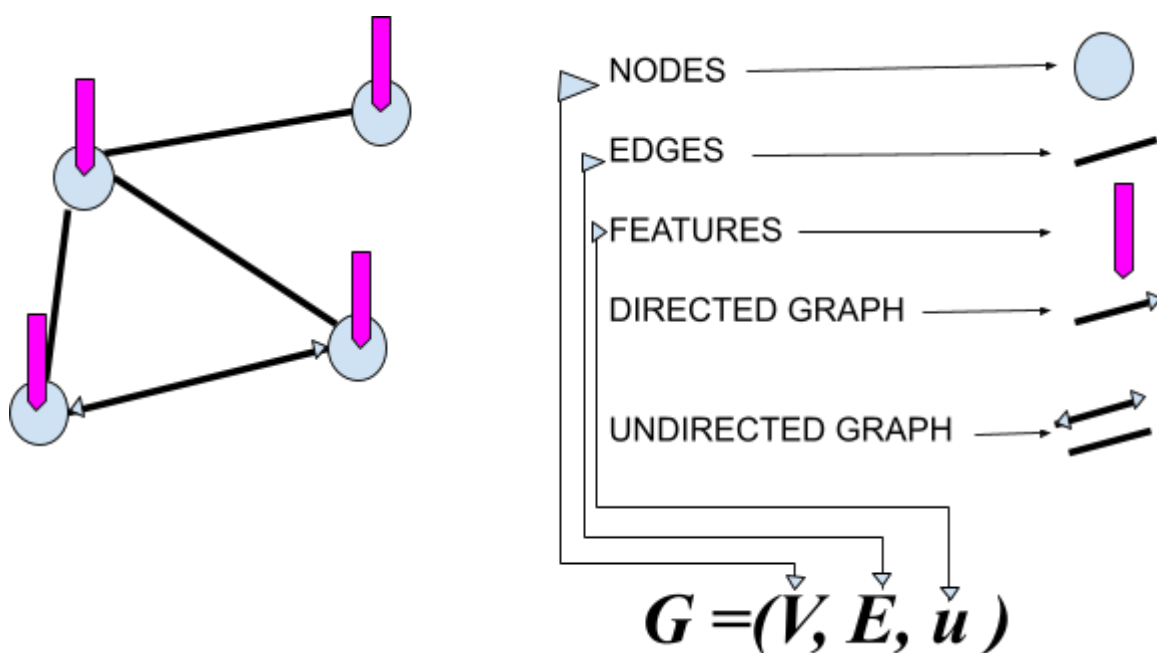 NODES
EDGES
FEATURES
DIRECTED GRAPH
UNDIRECTED GRAPH
G =(V, E, u )